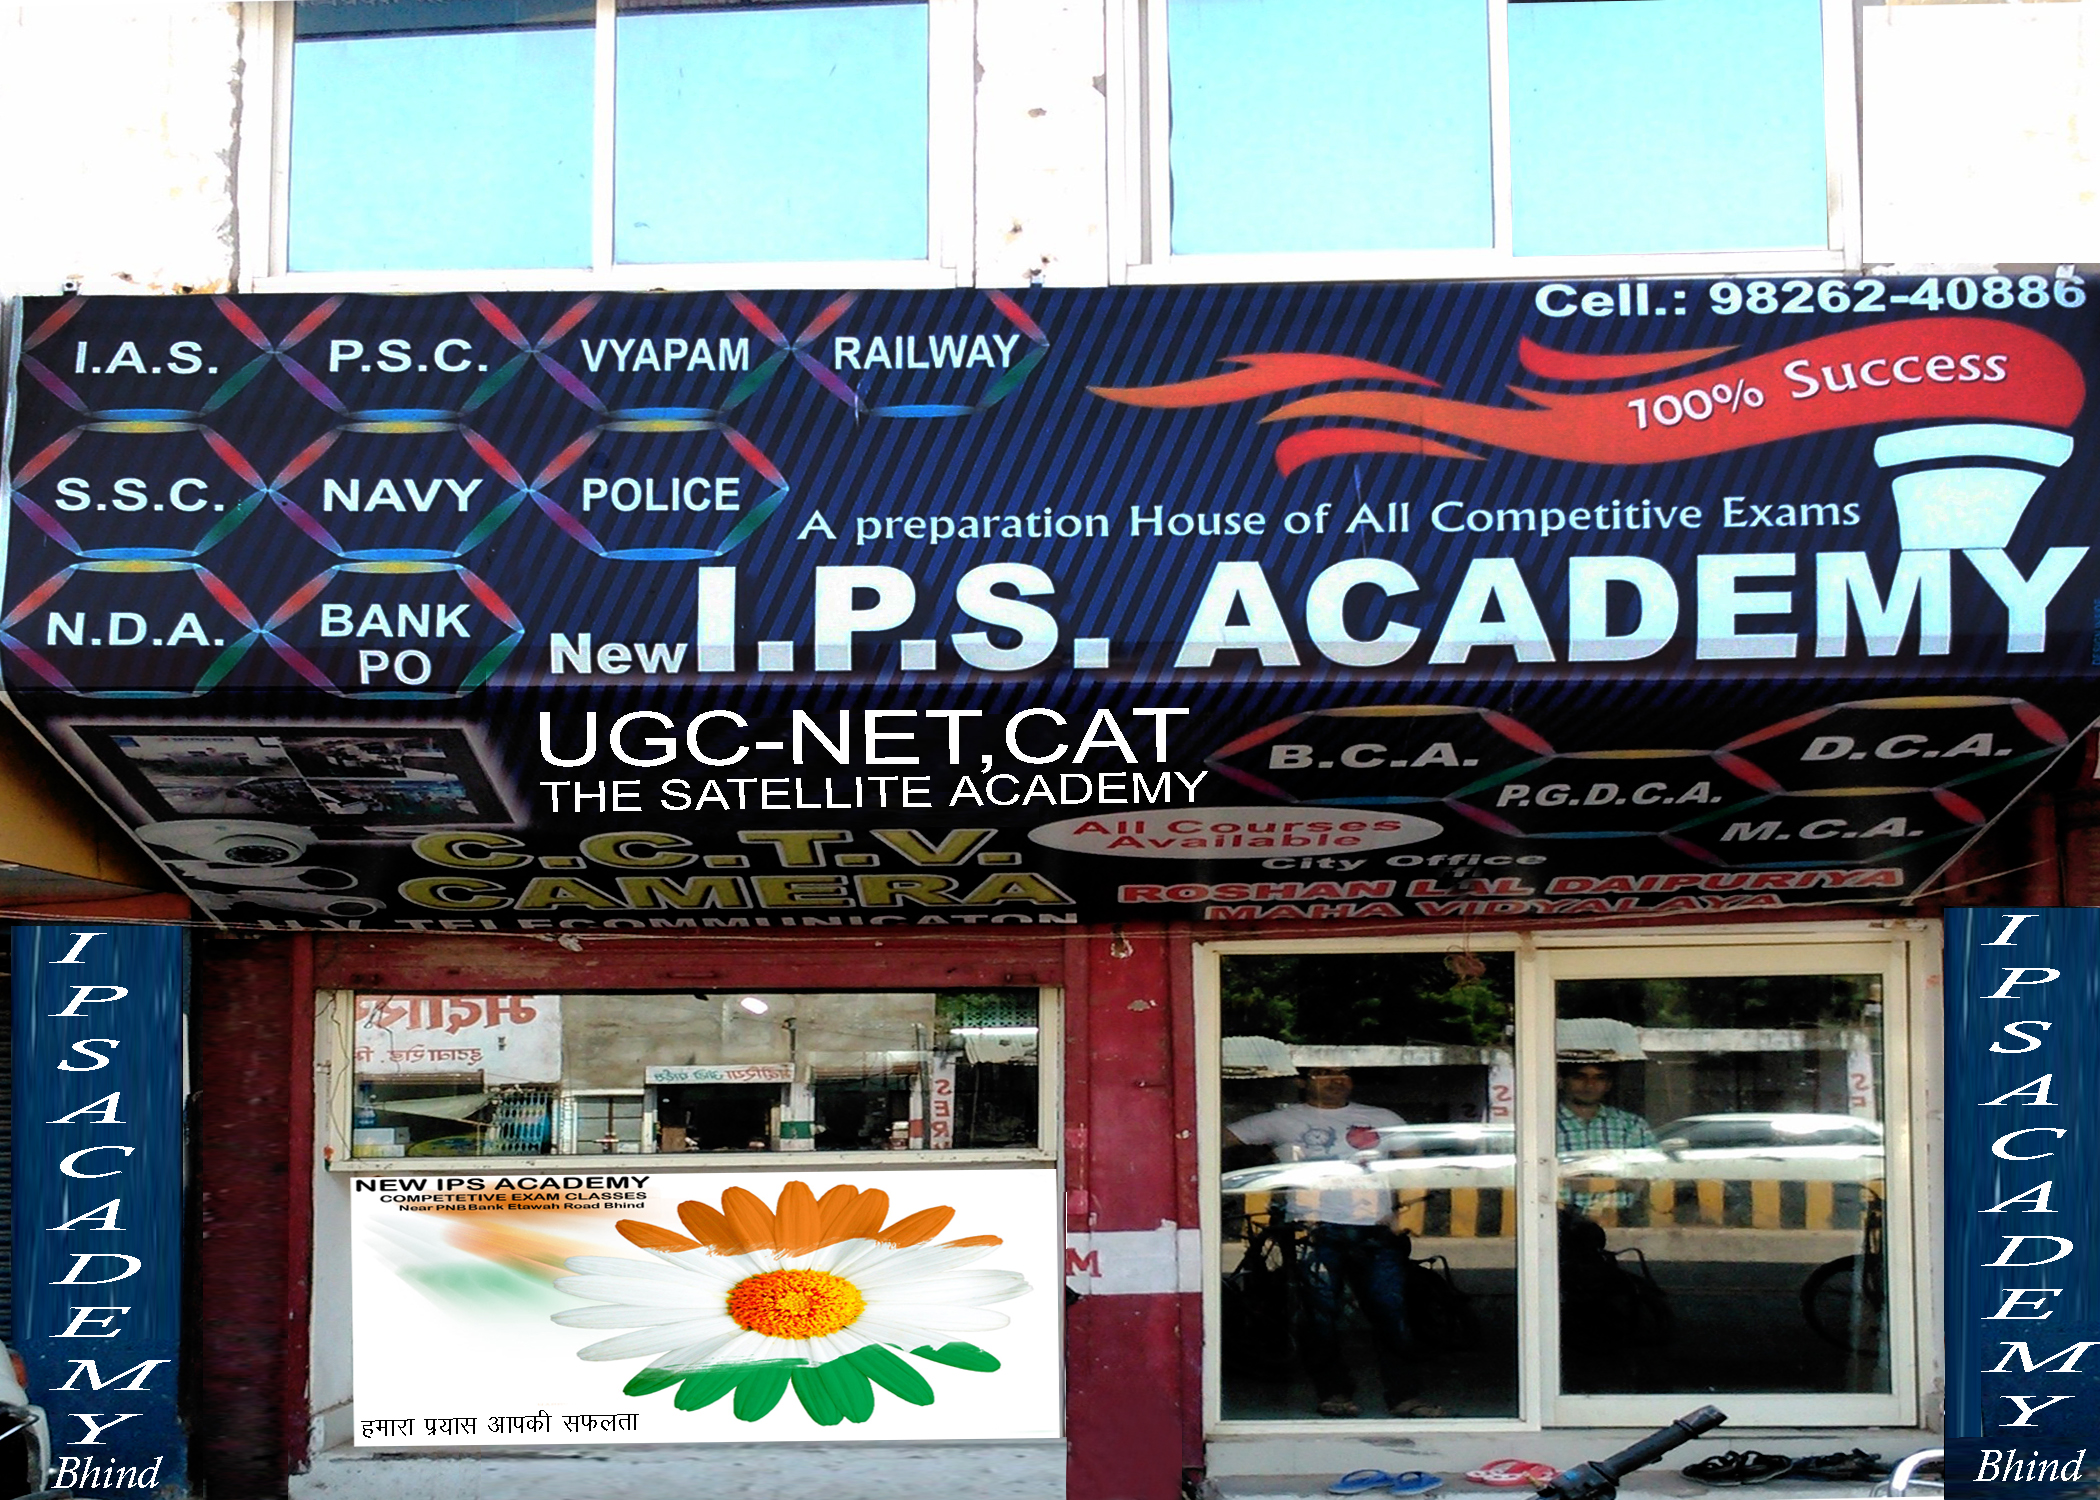 Cell.: 98262-40886
I.A.S.
P.S.C.
VYAPAM
RAILWAY
100% Success
S.S.C.
NAVY
POLICE
A preparation House of All Competitive Exams
N.D.A.
BANK
PO
New I.P.S. ACADEMY
UGC-NET,CAT
THE SATELLITE ACADEMY
B.C.A.
D.C.A.
P.G.D.C.A.
M.C.A.
All Courses
Available
C.C.T.V.
CAMERA
City Office
ROSHAN LAL DAIPURIYA
MAHA VIDYALAYA
TELECOMMUNICATON
IPSACADEMY
Bhind
NEW IPS ACADEMY
COMPETETIVE EXAM CLASSES
Near PNB Bank Etawah Road Bhind
हमारा प्रयास आपकी सफलता
M
IPSACADEMY
Bhind